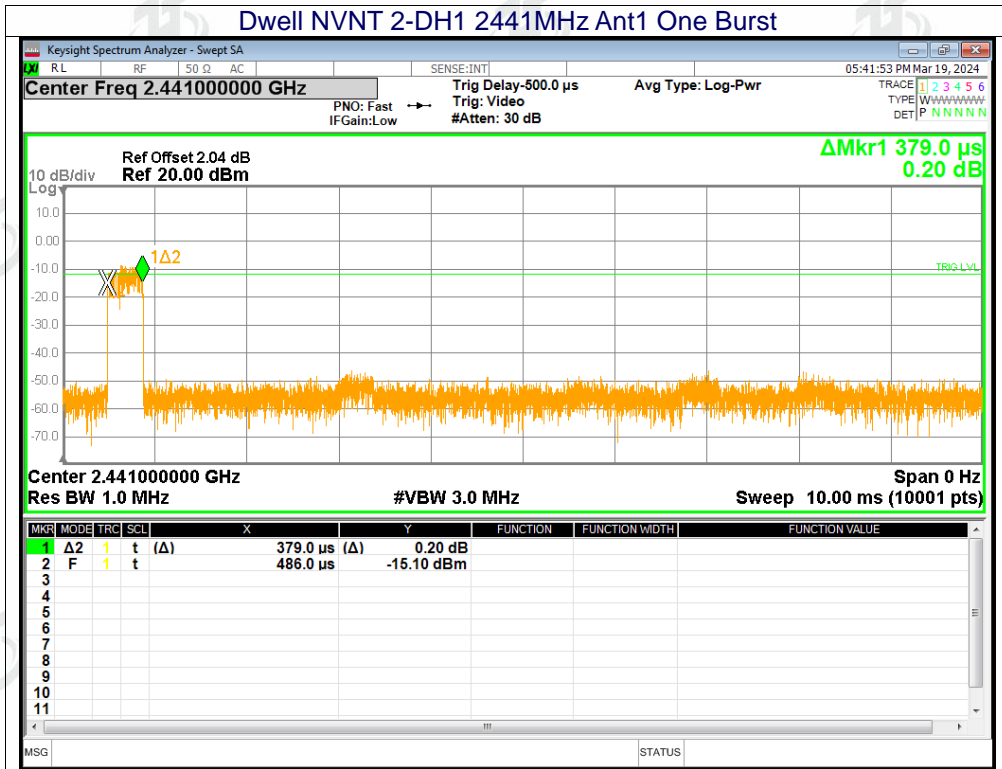 Dwell NVNT 2-DH1 2441MHz Ant1 One Burst
Keysight Spectrum Analyzer - Swept SA
LXI RL RF 50 Ω AC SENSE:INT 05:41:53 PM Mar 19, 2024
Center Freq 2.441000000 GHz Trig Delay-500.0 µs Avg Type: Log-Pwr TRACE 1 2 3 4 5 6
PNO: Fast Trig: Video TYPE WWWWWWW
IFGain:Low #Atten: 30 dB DET P N N N N N
ΔMkr1 379.0 µs
0.20 dB
Ref Offset 2.04 dB
10 dB/div Ref 20.00 dBm
Log
10.0
0.00
1Δ2
-10.0
TRIG LVL
-20.0
-30.0
-40.0
-50.0
-60.0
-70.0
Center 2.441000000 GHz Span 0 Hz
Res BW 1.0 MHz #VBW 3.0 MHz Sweep 10.00 ms (10001 pts)
MKR MODE TRC SCL X Y FUNCTION FUNCTION WIDTH FUNCTION VALUE
1 Δ2 1 t (Δ) 379.0 µs (Δ) 0.20 dB
2 F 1 t 486.0 µs -15.10 dBm
3
4
5
6
7
8
9
10
11
MSG STATUS